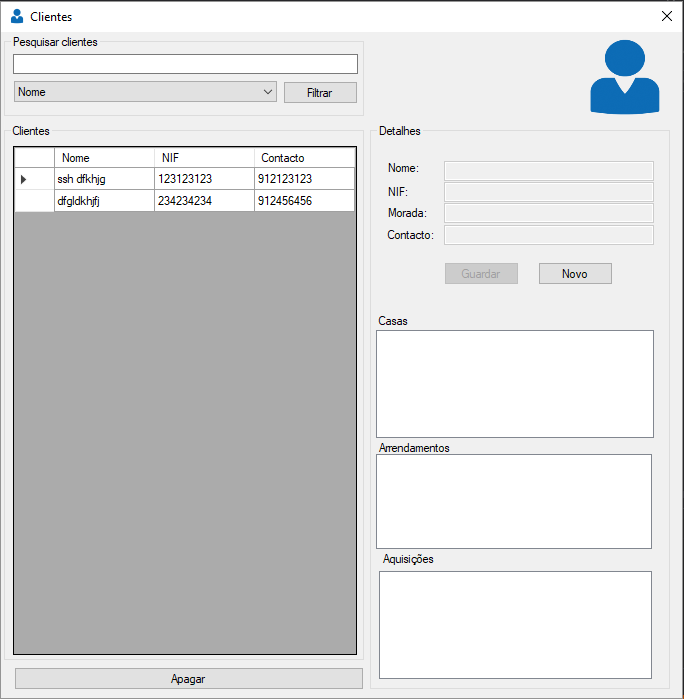 Clientes
Pesquisar clientes
Nome
Filtrar
Clientes
Nome NIF Contacto
ssh dfkhjg 123123123 912123123
dfgldkhjfj 234234234 912456456
Apagar
Detalhes
Nome:
NIF:
Morada:
Contacto:
Guardar Novo
Casas
Arrendamentos
Aquisições